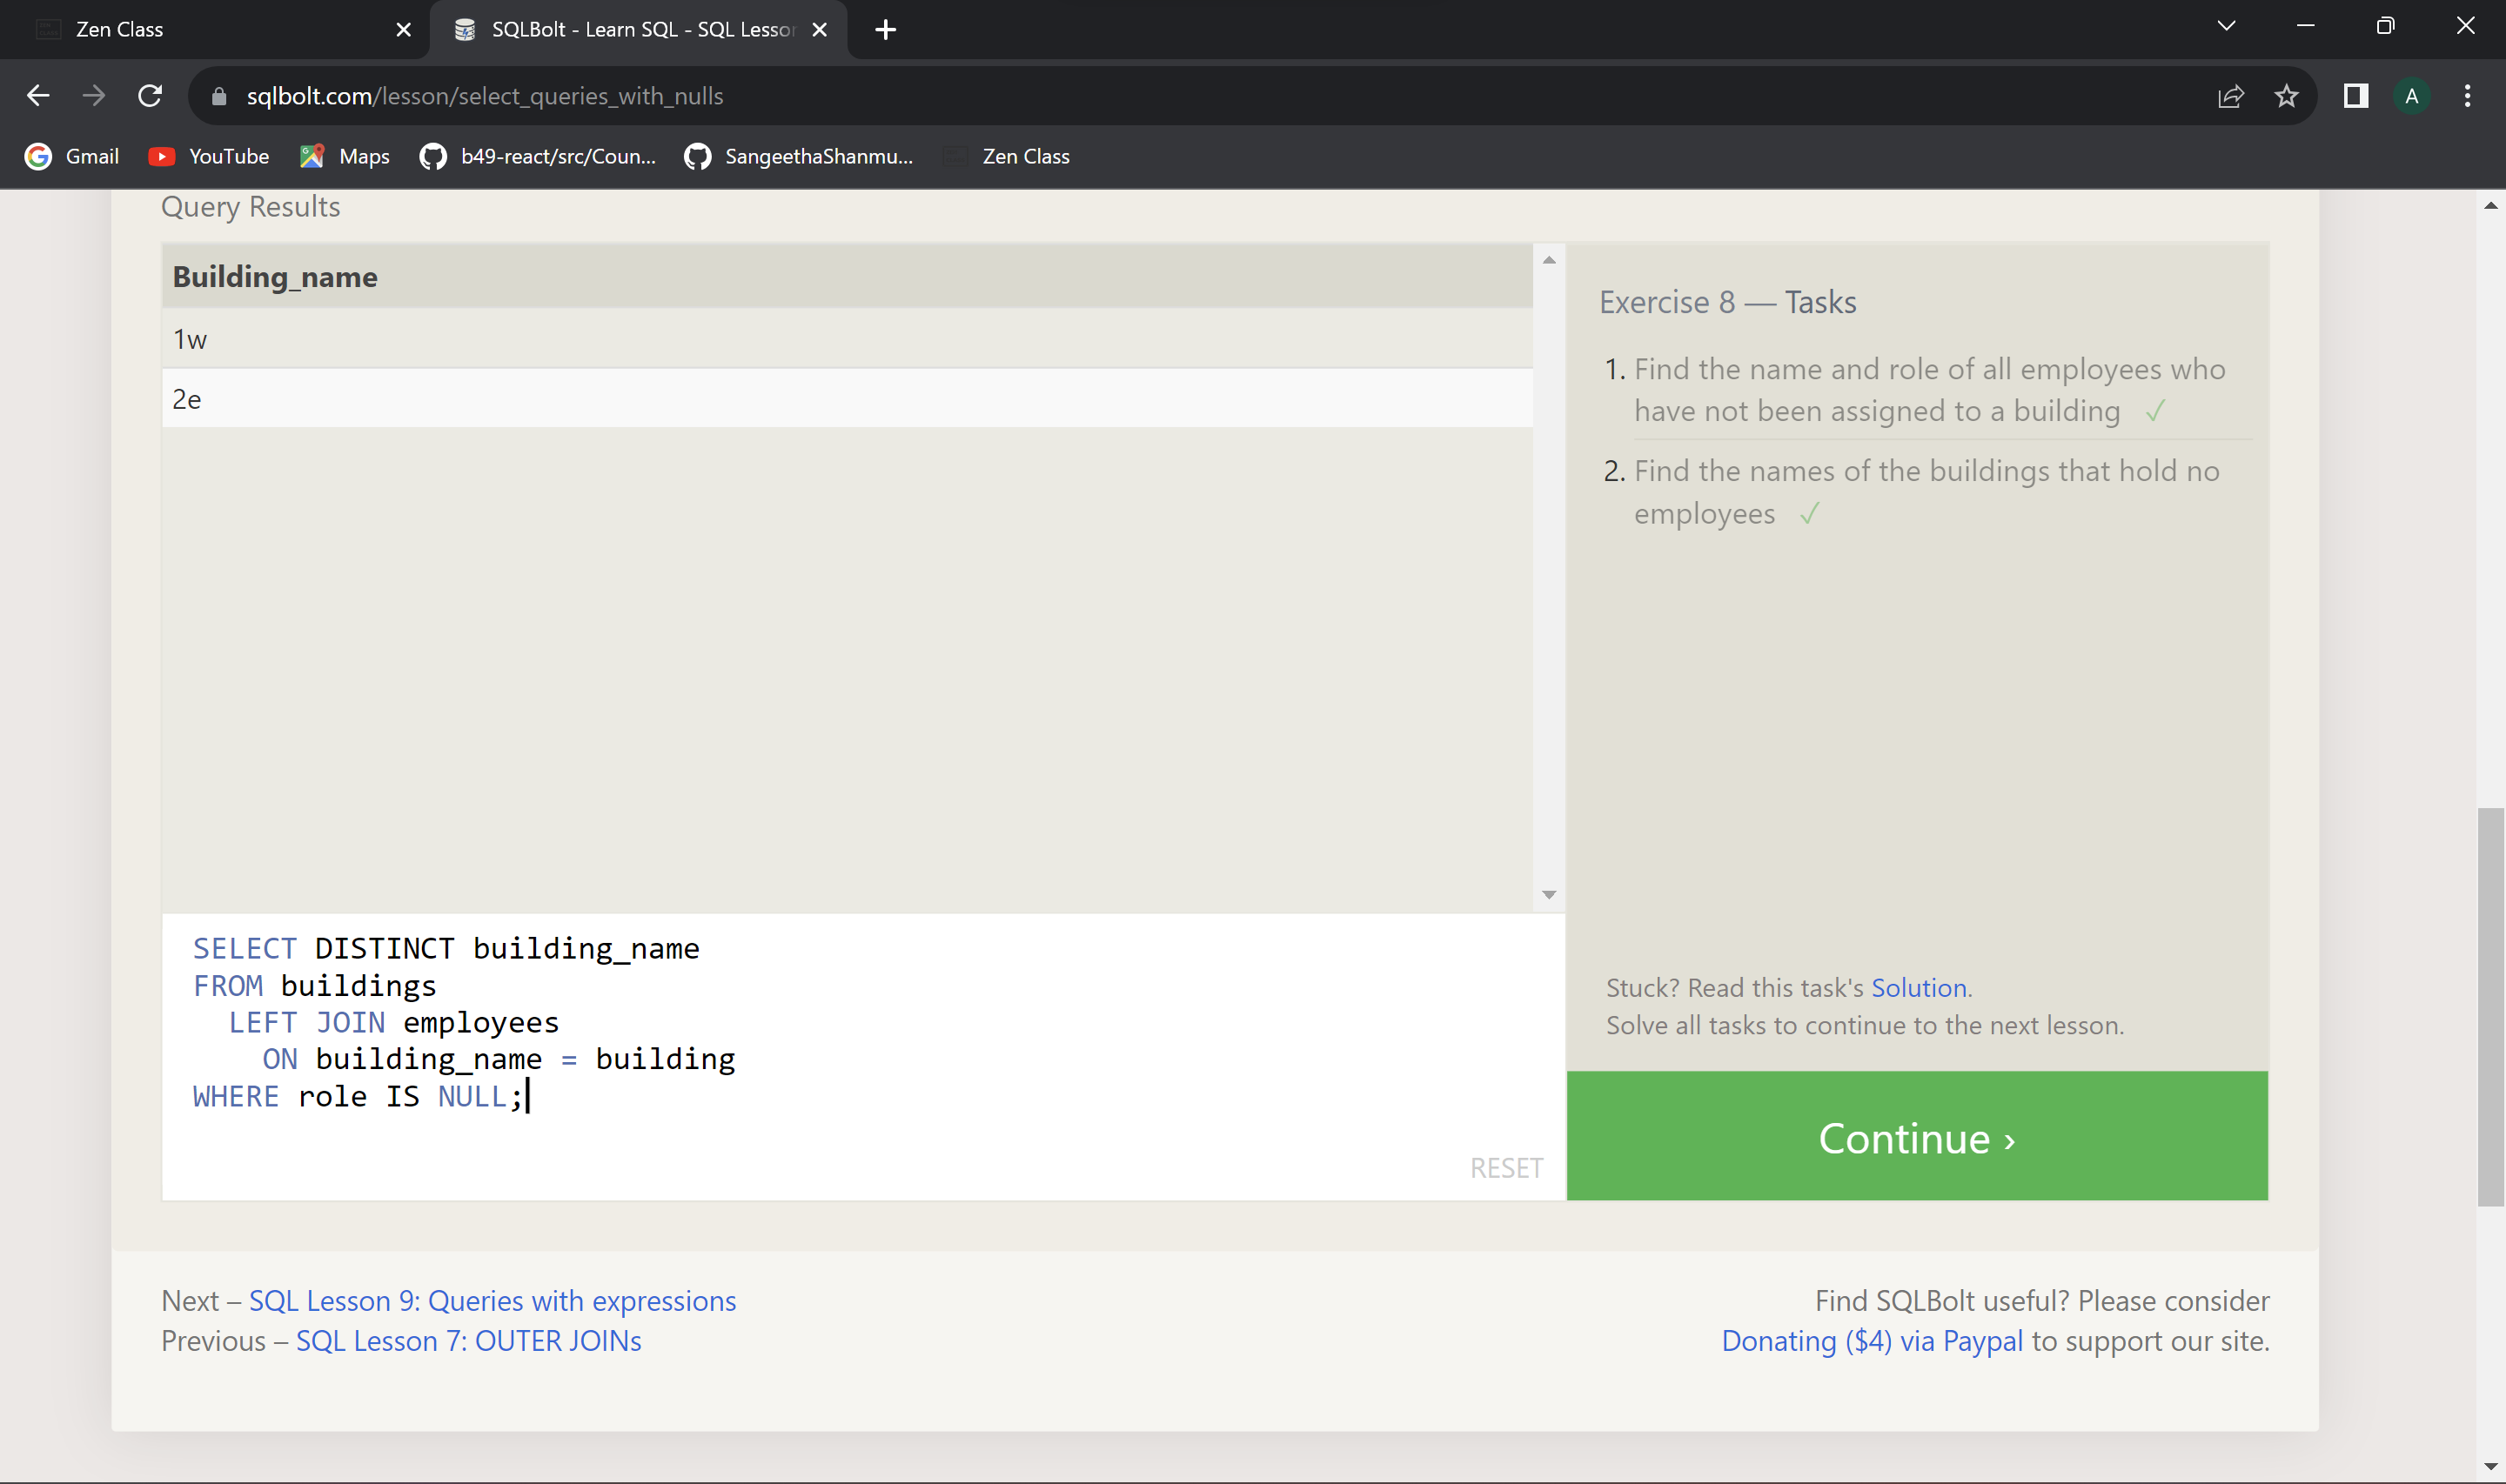 Zen Class
SQLBolt - Learn SQL - SQL Lesson
sqlbolt.com/lesson/select_queries_with_nulls
A
Gmail
YouTube
Maps
b49-react/src/Coun...
SangeethaShanmu...
Zen Class
Query Results
Building_name
1w
2e
Exercise 8 — Tasks
1. Find the name and role of all employees who
have not been assigned to a building ✓
2. Find the names of the buildings that hold no
employees ✓
SELECT DISTINCT building_name
FROM buildings
LEFT JOIN employees
ON building_name = building
WHERE role IS NULL;
RESET
Stuck? Read this task's Solution.
Solve all tasks to continue to the next lesson.
Continue ›
Next – SQL Lesson 9: Queries with expressions
Previous – SQL Lesson 7: OUTER JOINs
Find SQLBolt useful? Please consider
Donating ($4) via Paypal to support our site.